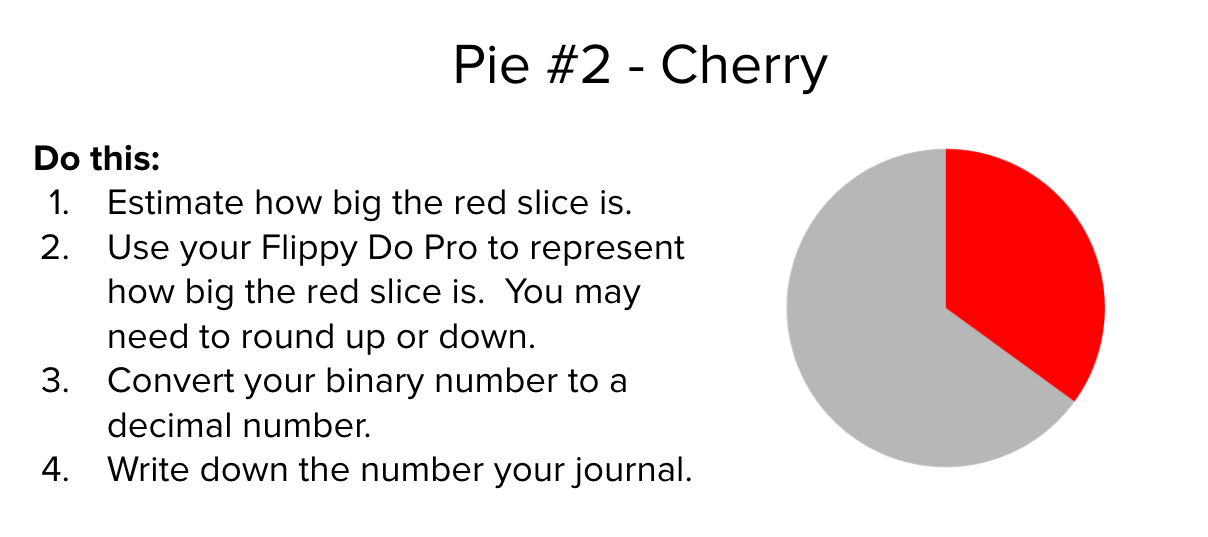 Pie #2 - Cherry
Do this:
1. Estimate how big the red slice is.
2. Use your Flippy Do Pro to represent
how big the red slice is.  You may
need to round up or down.
3. Convert your binary number to a
decimal number.
4. Write down the number your journal.